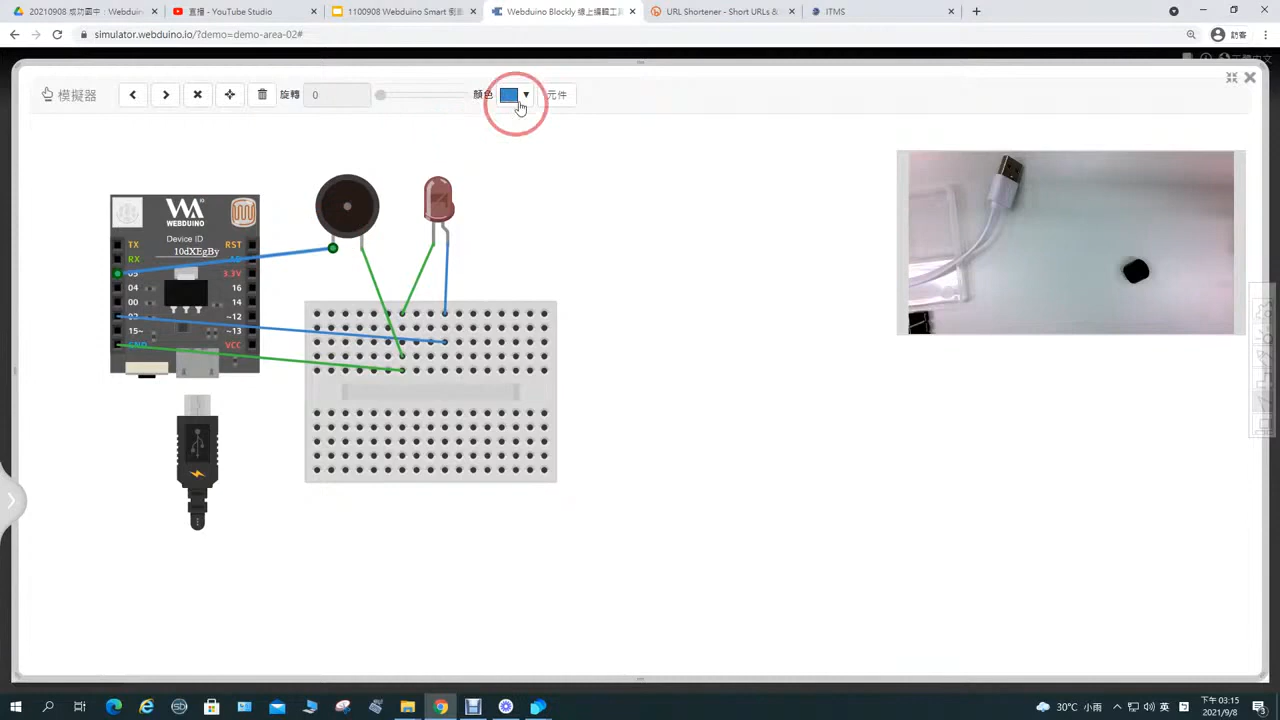 20210908 成功國中：Webduin
直播 - YouTube Studio
1100908 Webduino Smart
Webduino Blockly 線上編輯工具
URL Shortener - Short URLs &
ITMS
simulator.webduino.io/?demo=demo-area-02#
訪客
模擬器
旋轉
0
顏色
元件
WEBDUINO
Device ID
10dXEgBy
TX
RST
RX
05
3.3V
04
16
00
14
~12
15~
~13
GND
VCC
30°C 小雨
英
下午 03:15
2021/9/8
3